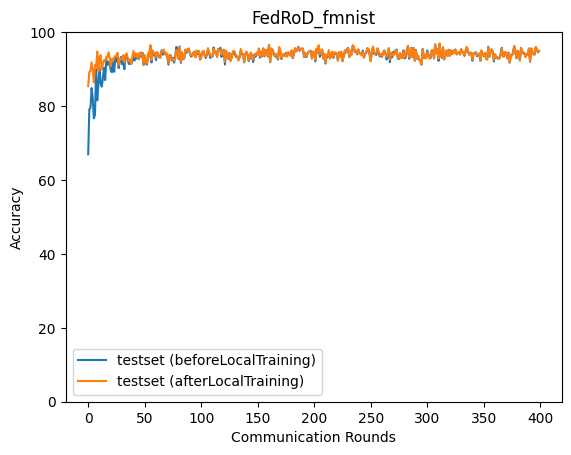 FedRoD_fmnist
100
80
60
40
20
0
Accuracy
testset (beforeLocalTraining)
testset (afterLocalTraining)
0 50 100 150 200 250 300 350 400
Communication Rounds